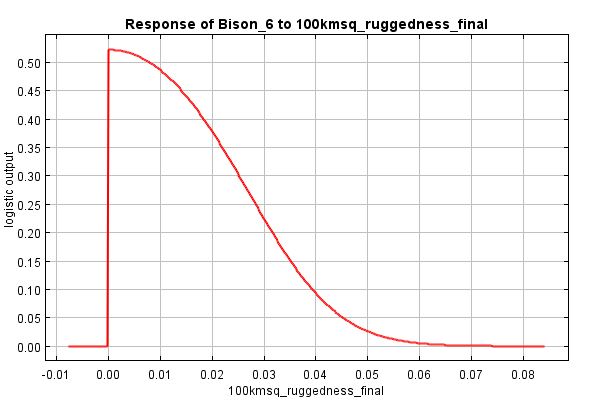 Response of Bison_6 to 100kmsq_ruggedness_final
logistic output
0.50
0.45
0.40
0.35
0.30
0.25
0.20
0.15
0.10
0.05
0.00
-0.01 0.00 0.01 0.02 0.03 0.04 0.05 0.06 0.07 0.08
100kmsq_ruggedness_final